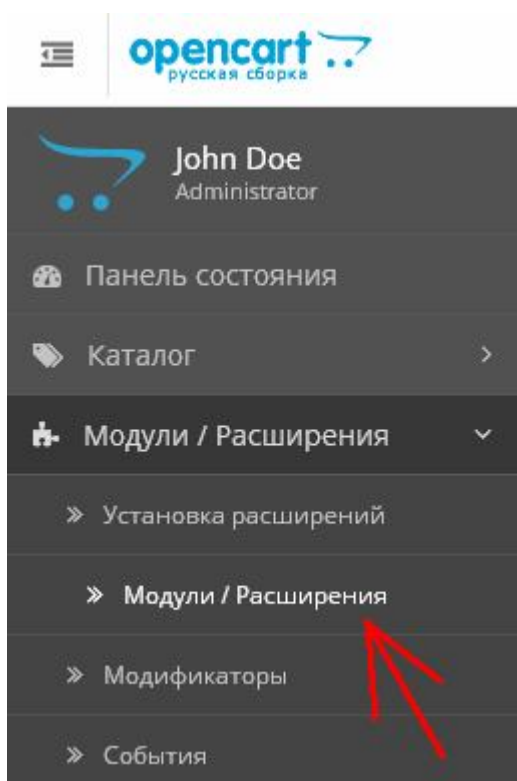 opencart
русская сборка
John Doe
Administrator
Панель состояния
Каталог
Модули / Расширения
Установка расширений
Модули / Расширения
Модификаторы
События